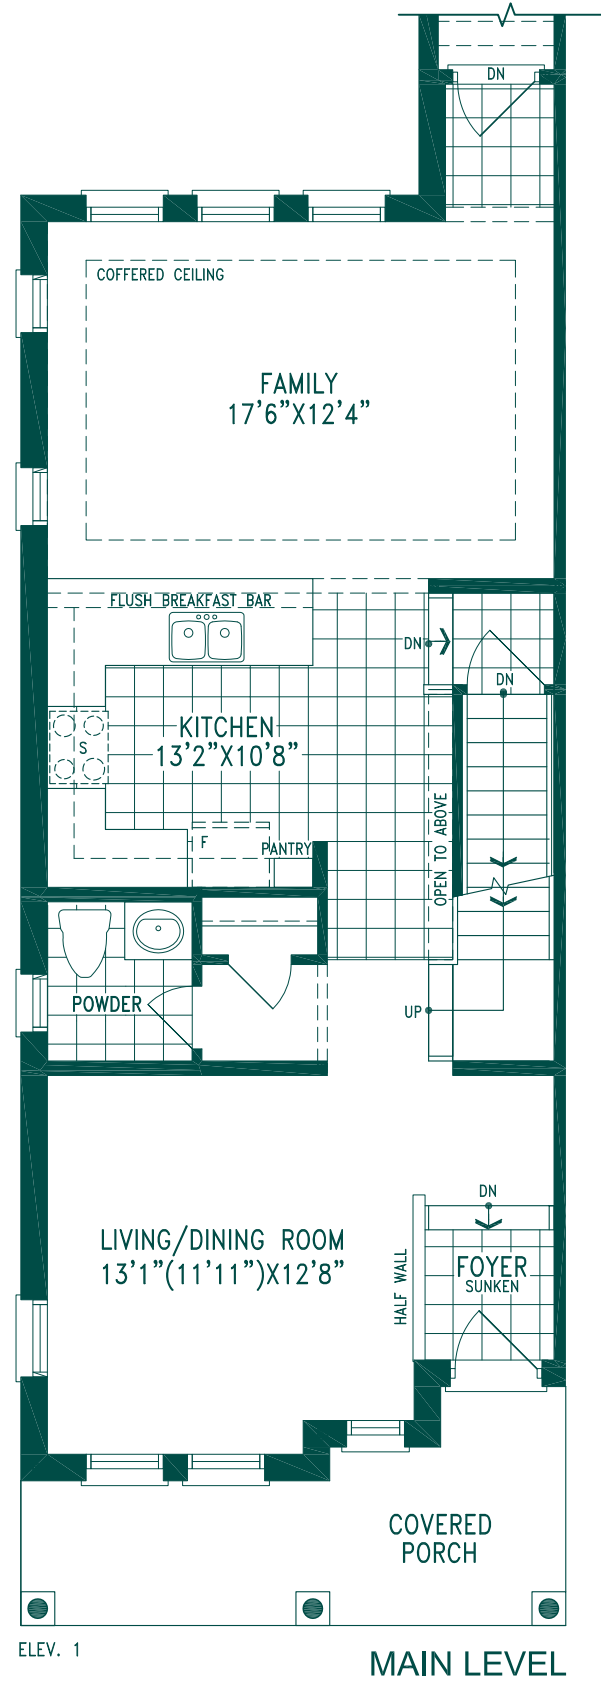 DN
COFFERED CEILING
FAMILY
17'6"X12'4"
FLUSH BREAKFAST BAR
DN
DN
KITCHEN
13'2"X10'8"
S
F
PANTRY
OPEN TO ABOVE
POWDER
UP
DN
LIVING/DINING ROOM
13'1"(11'11")X12'8"
HALF WALL
FOYER
SUNKEN
COVERED
PORCH
ELEV. 1
MAIN LEVEL